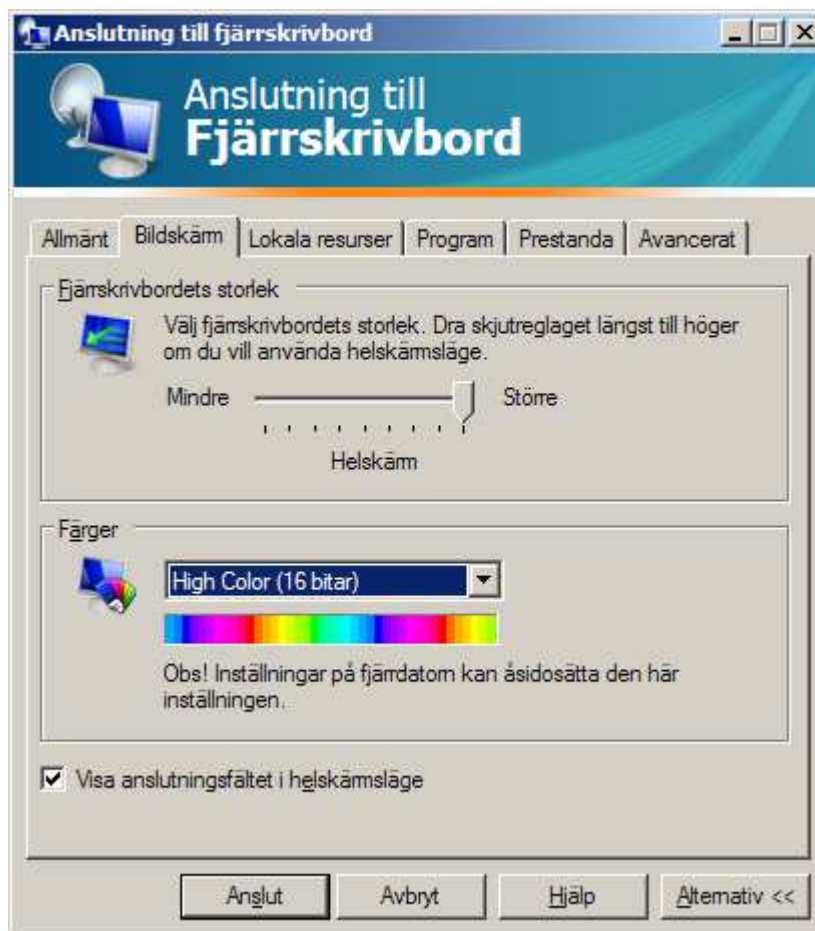 Anslutning till fjärrskrivbord
Anslutning till
Fjärrskrivbord
Allmänt Bildskärm Lokala resurser Program Prestanda Avancerat
Fjärrskrivbordets storlek
Välj fjärrskrivbordets storlek. Dra skjutreglaget längst till höger
om du vill använda helskärmsläge.
Mindre Större
Helskärm
Färger
High Color (16 bitar)
Obs! Inställningar på fjärrdatorn kan åsidosätta den här
inställningen.
Visa anslutningsfältet i helskärmsläge
Anslut Avbryt Hjälp Alternativ <<